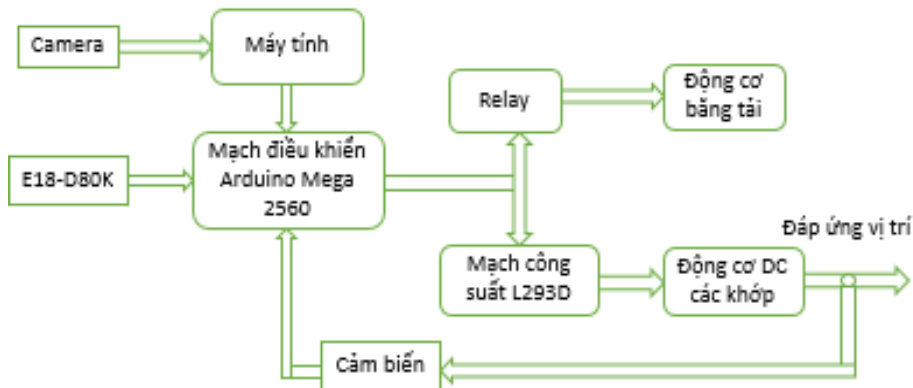 Camera
Máy tính
Relay
Động cơ
băng tải
E18-D80K
Mạch điều khiển
Arduino Mega
2560
Đáp ứng vị trí
Mạch công
suất L293D
Động cơ DC
các khớp
Cảm biến